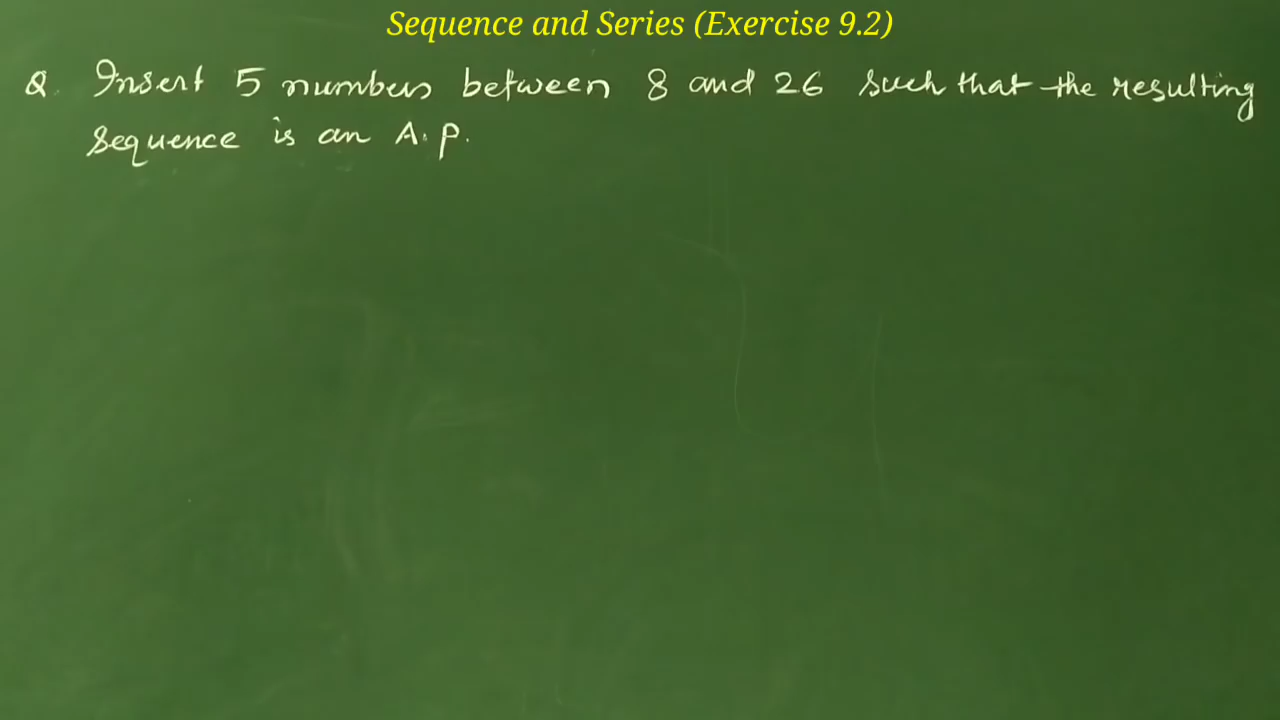 Sequence and Series (Exercise 9.2)
Q. Insert 5 numbers between 8 and 26 such that the resulting
sequence is an A.P.